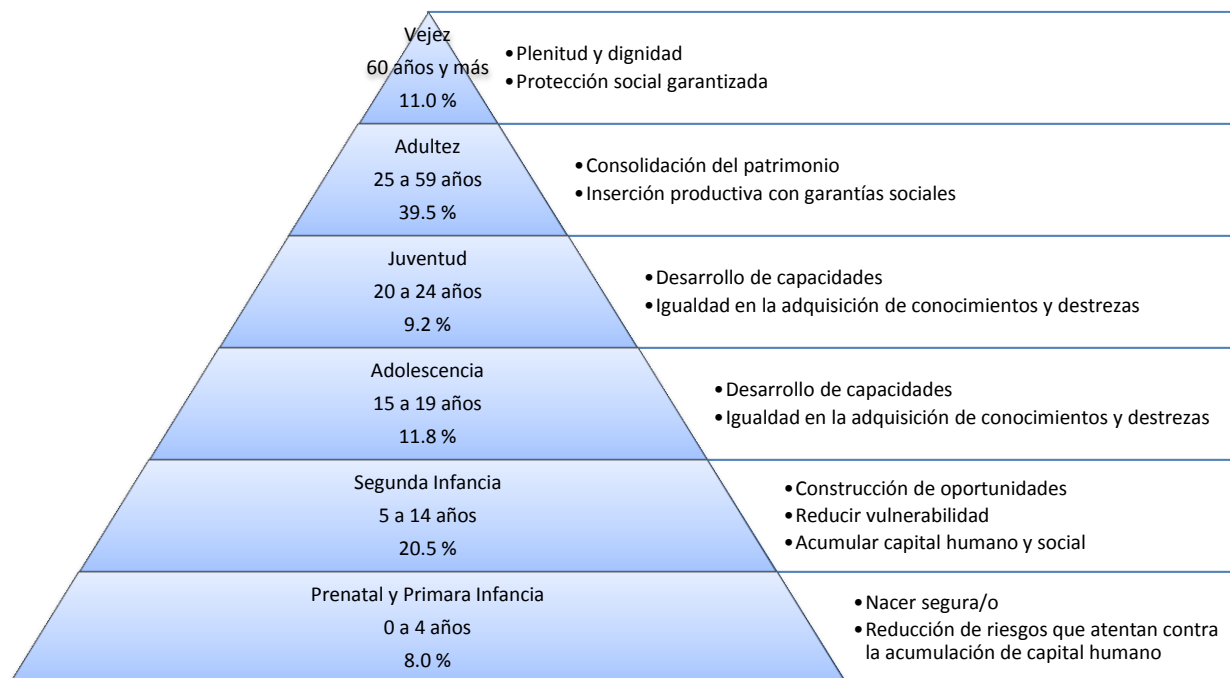 Vejez
60 años y más
11.0 %
•Plenitud y dignidad
•Protección social garantizada
Adultez
25 a 59 años
39.5 %
•Consolidación del patrimonio
•Inserción productiva con garantías sociales
Juventud
20 a 24 años
9.2 %
•Desarrollo de capacidades
•Igualdad en la adquisición de conocimientos y destrezas
Adolescencia
15 a 19 años
11.8 %
•Desarrollo de capacidades
•Igualdad en la adquisición de conocimientos y destrezas
Segunda Infancia
5 a 14 años
20.5 %
•Construcción de oportunidades
•Reducir vulnerabilidad
•Acumular capital humano y social
Prenatal y Primara Infancia
0 a 4 años
8.0 %
•Nacer segura/o
•Reducción de riesgos que atentan contra
la acumulación de capital humano